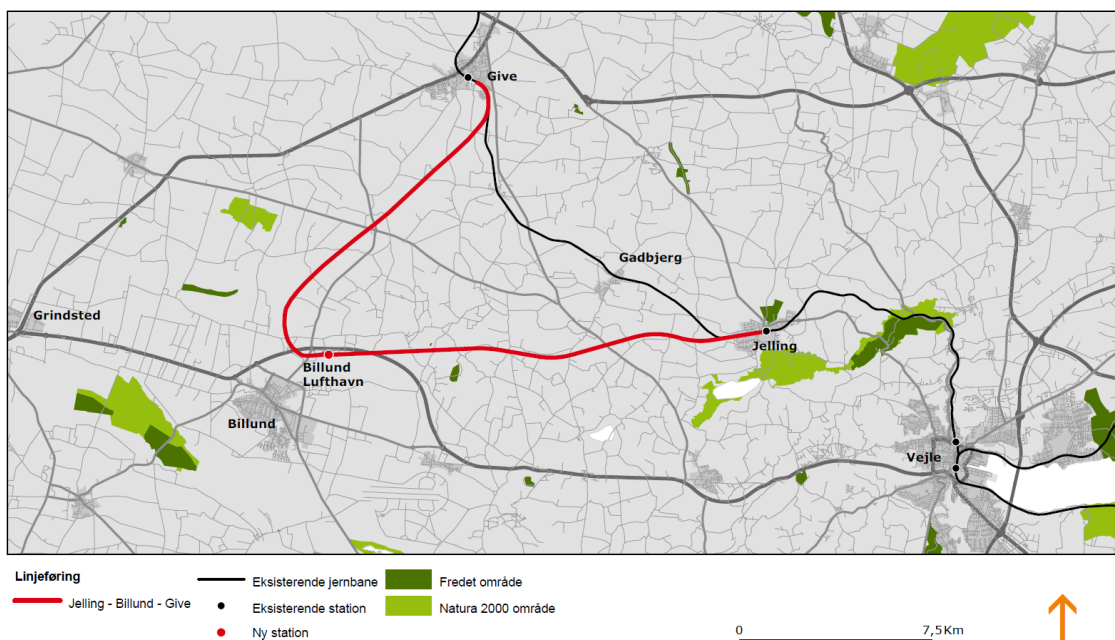 Give
Gadbjerg
Grindsted
Jelling
Billund
Lufthavn
Billund
Vejle
Linjeføring
Jelling - Billund - Give
Eksisterende jernbane
Eksisterende station
Ny station
Fredet område
Natura 2000 område
0 7,5Km